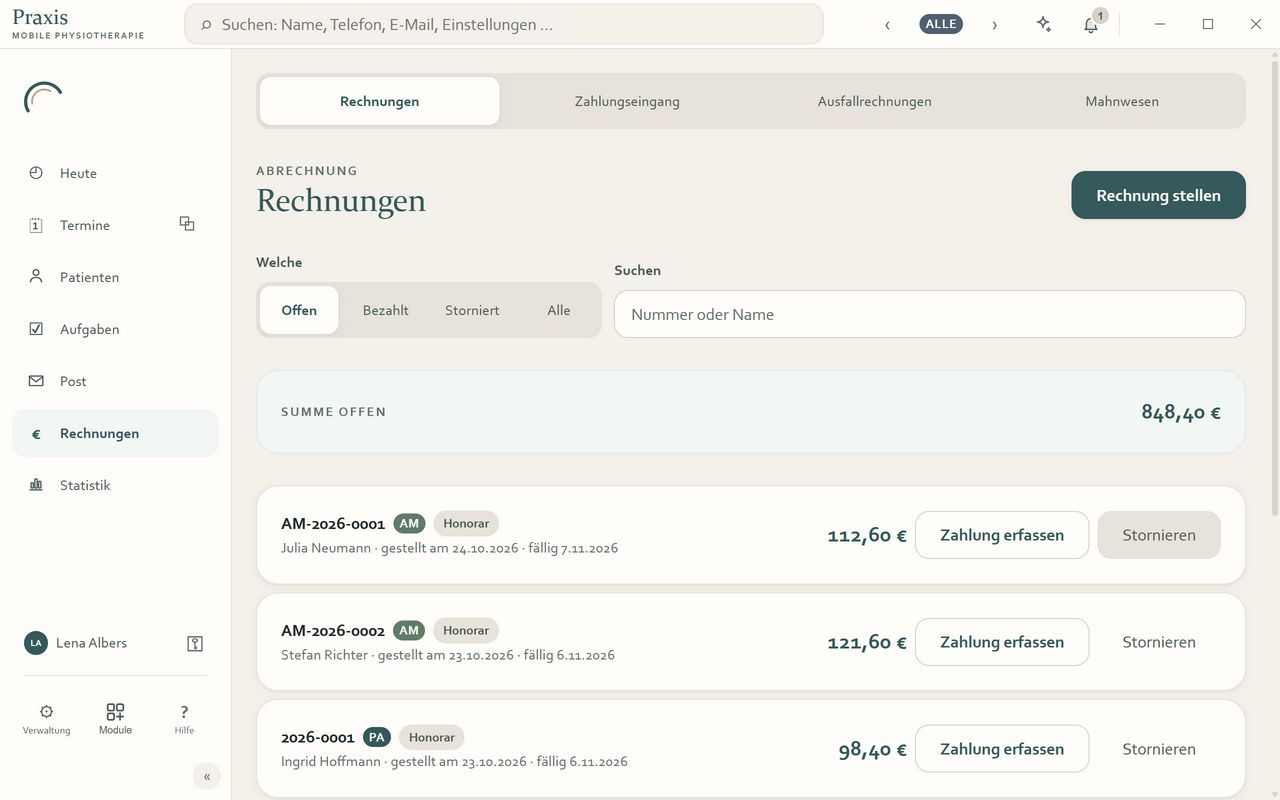 Praxis
MOBILE PHYSIOTHERAPIE
Suchen: Name, Telefon, E-Mail, Einstellungen ...
‹ ALLE ›
1
Rechnungen Zahlungseingang Ausfallrechnungen Mahnwesen
Heute
1 Termine
Patienten
Aufgaben
Post
€ Rechnungen
Statistik
LA Lena Albers
Verwaltung Module ? Hilfe
«
ABRECHNUNG
Rechnungen
Rechnung stellen
Welche
Offen Bezahlt Storniert Alle
Suchen
Nummer oder Name
SUMME OFFEN 848,40 €
AM-2026-0001 AM Honorar
Julia Neumann · gestellt am 24.10.2026 · fällig 7.11.2026
112,60 € Zahlung erfassen Stornieren
AM-2026-0002 AM Honorar
Stefan Richter · gestellt am 23.10.2026 · fällig 6.11.2026
121,60 € Zahlung erfassen Stornieren
2026-0001 PA Honorar
Ingrid Hoffmann · gestellt am 23.10.2026 · fällig 6.11.2026
98,40 € Zahlung erfassen Stornieren